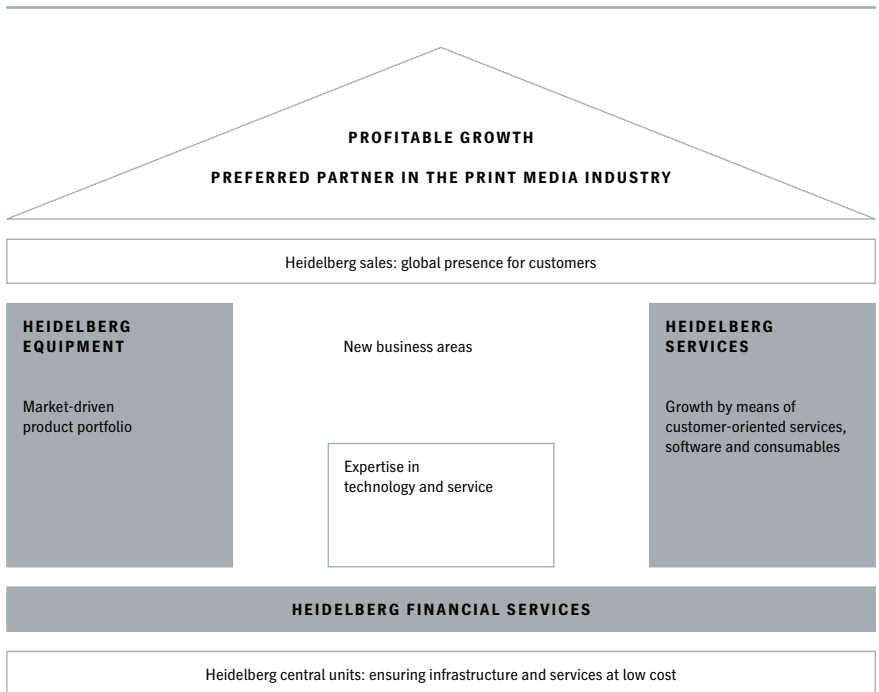 PROFITABLE GROWTH
PREFERRED PARTNER IN THE PRINT MEDIA INDUSTRY
Heidelberg sales: global presence for customers
HEIDELBERG
EQUIPMENT
Market-driven
product portfolio
New business areas
Expertise in
technology and service
HEIDELBERG
SERVICES
Growth by means of
customer-oriented services,
software and consumables
HEIDELBERG FINANCIAL SERVICES
Heidelberg central units: ensuring infrastructure and services at low cost